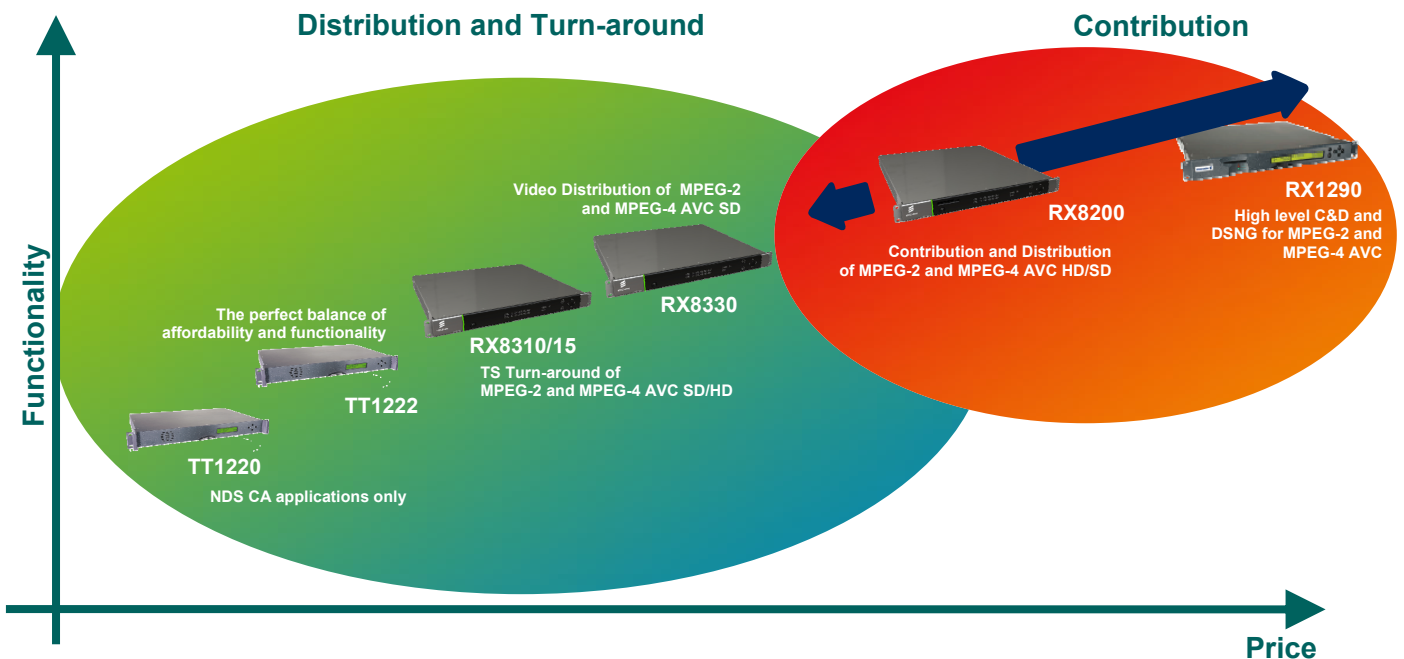 Distribution and Turn-around
Contribution
Functionality
Video Distribution of MPEG-2
and MPEG-4 AVC SD
RX8330
The perfect balance of
affordability and functionality
TT1222
RX8310/15
TS Turn-around of
MPEG-2 and MPEG-4 AVC SD/HD
TT1220
NDS CA applications only
RX8200
Contribution and Distribution
of MPEG-2 and MPEG-4 AVC HD/SD
RX1290
High level C&D and
DSNG for MPEG-2 and
MPEG-4 AVC
Price